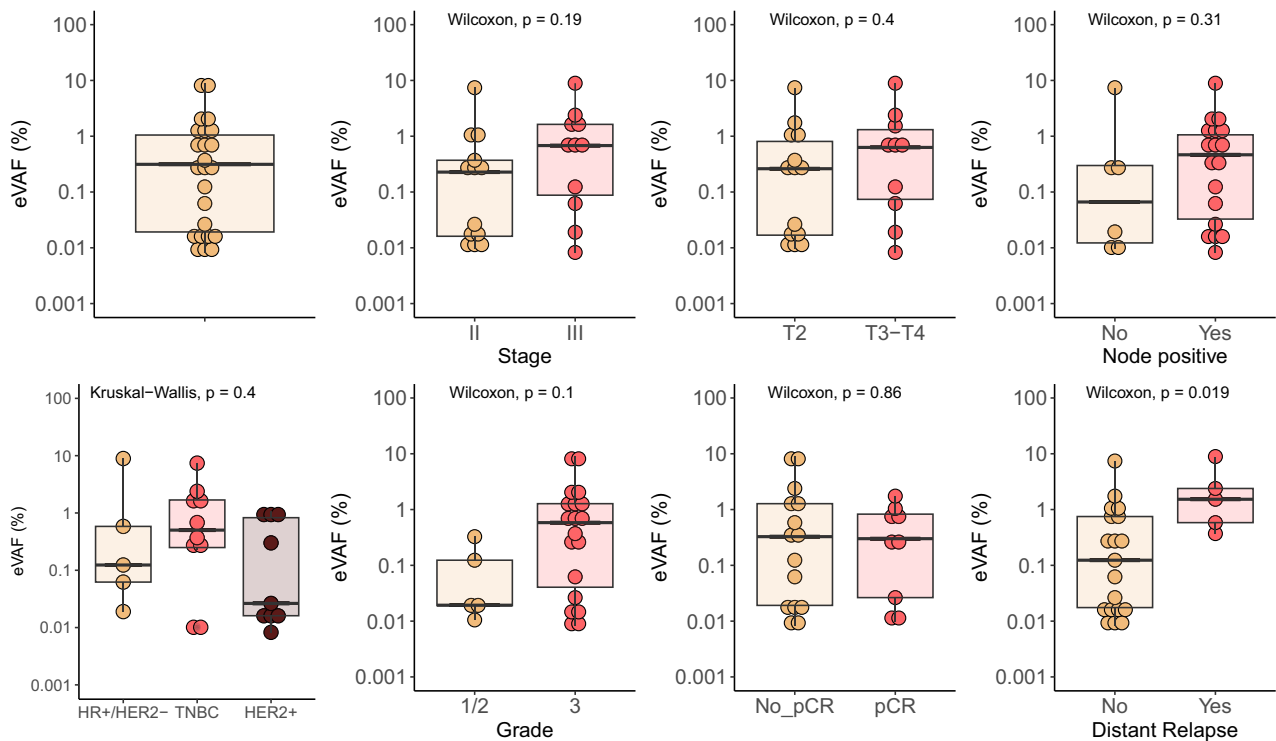 100
10
1
0.1
0.01
0.001
eVAF (%)
Wilcoxon, p = 0.19
100
10
1
0.1
0.01
0.001
eVAF (%)
II
III
Stage
Wilcoxon, p = 0.4
100
10
1
0.1
0.01
0.001
eVAF (%)
T2
T3−T4
Wilcoxon, p = 0.31
100
10
1
0.1
0.01
0.001
eVAF (%)
No
Yes
Node positive
Kruskal−Wallis, p = 0.4
100
10
1
0.1
0.01
0.001
eVAF (%)
HR+/HER2−
TNBC
HER2+
Wilcoxon, p = 0.1
100
10
1
0.1
0.01
0.001
eVAF (%)
1/2
3
Grade
Wilcoxon, p = 0.86
100
10
1
0.1
0.01
0.001
eVAF (%)
No_pCR
pCR
Wilcoxon, p = 0.019
100
10
1
0.1
0.01
0.001
eVAF (%)
No
Yes
Distant Relapse